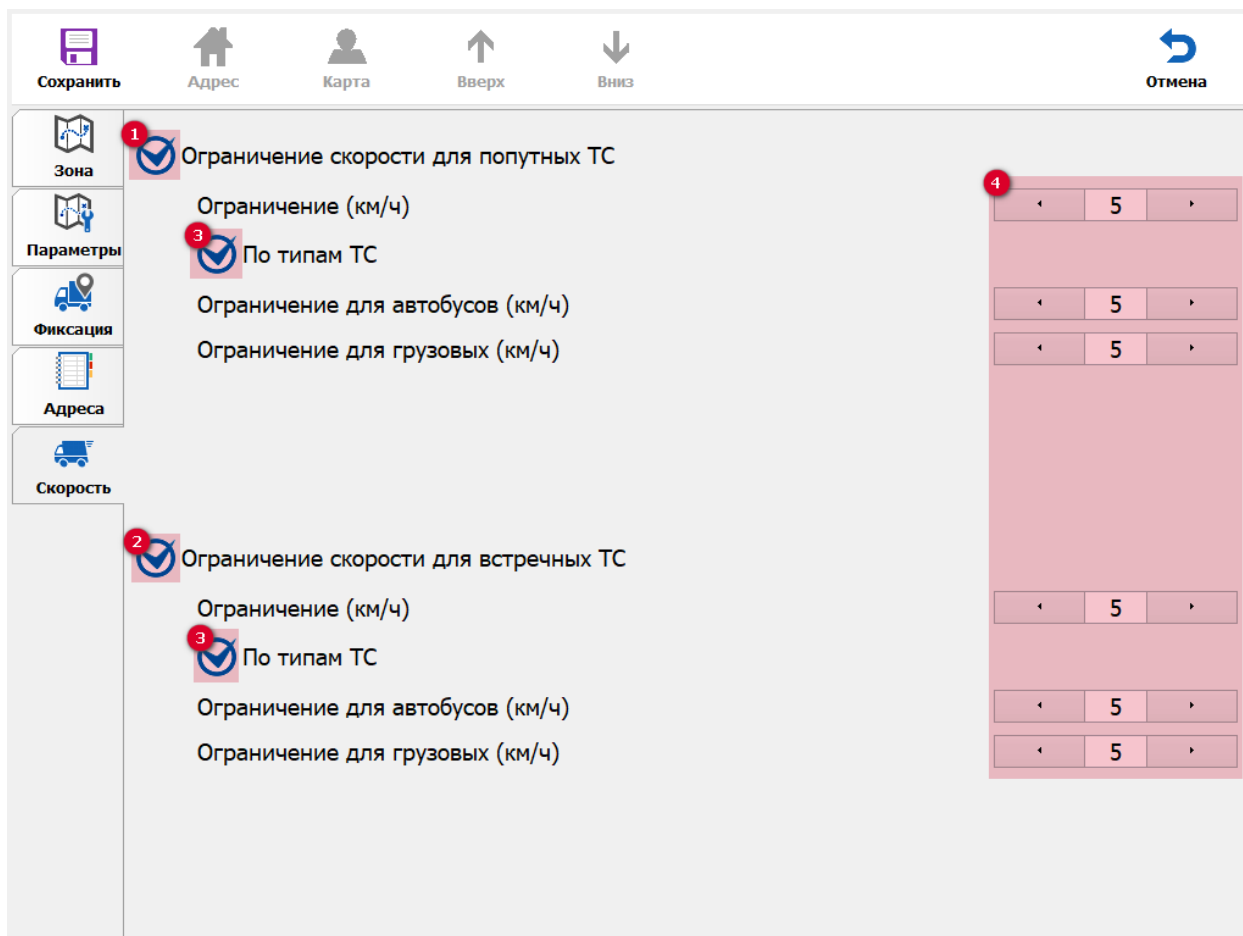 Сохранить Адрес Карта Вверх Вниз Отмена
Зона
Параметры
Фиксация
Адреса
Скорость
1 Ограничение скорости для попутных ТС
Ограничение (км/ч) 4 5
3 По типам ТС
Ограничение для автобусов (км/ч) 5
Ограничение для грузовых (км/ч) 5
2 Ограничение скорости для встречных ТС
Ограничение (км/ч) 5
3 По типам ТС
Ограничение для автобусов (км/ч) 5
Ограничение для грузовых (км/ч) 5